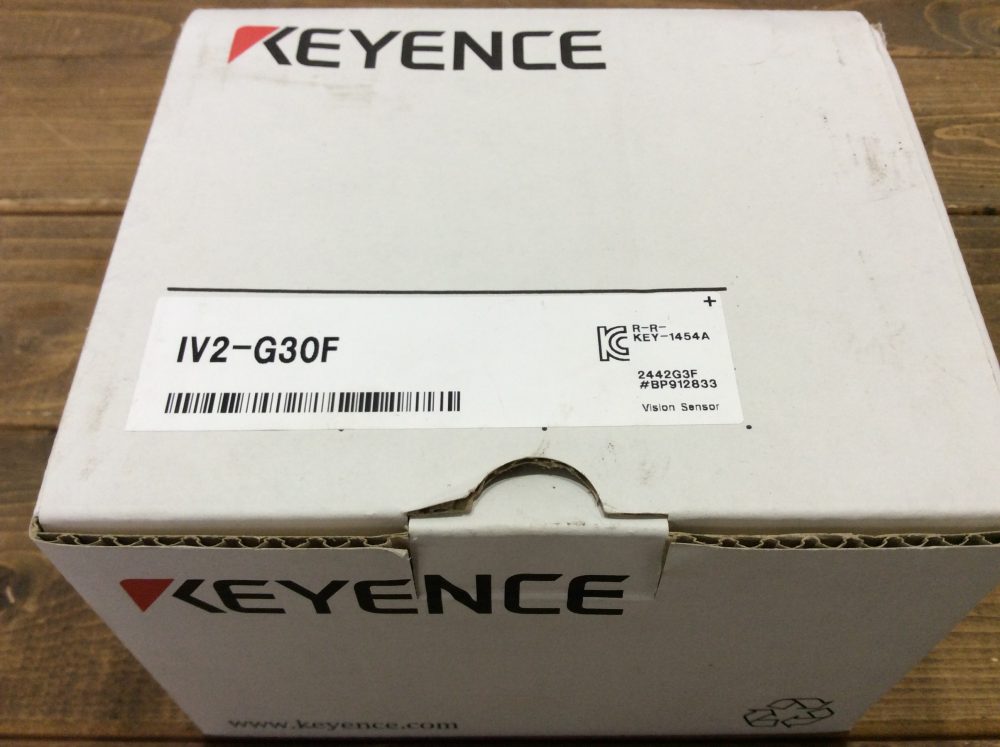 KEYENCE
+
IV2-G30F
R-R-
KEY-1454A
2442G3F
#BP912833
Vision Sensor
KEYENCE
www.keyence.com